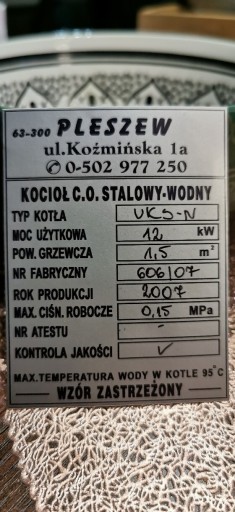 63-300 PLESZEW
ul.Koźmińska 1a
✆ 0-502 977 250
KOCIOŁ C.O. STALOWY-WODNY
TYP KOTŁA UKS-N
MOC UŻYTKOWA 12 kW
POW. GRZEWCZA 1,5 m²
NR FABRYCZNY 606/07
ROK PRODUKCJI 2007
MAX. CIŚN. ROBOCZE 0,15 MPa
NR ATESTU -
KONTROLA JAKOŚCI ✓
MAX.TEMPERATURA WODY W KOTLE 95°C
WZÓR ZASTRZEŻONY